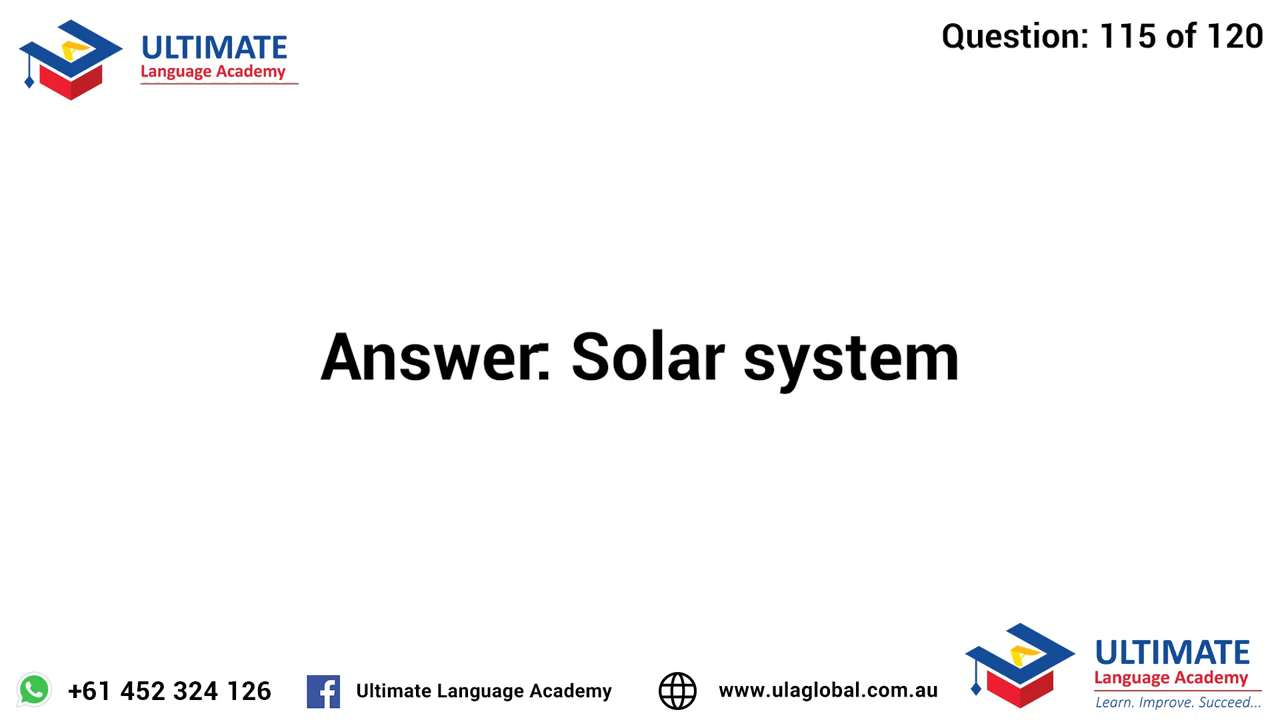 ULTIMATE
Language Academy
Question: 115 of 120
Answer: Solar system
+61 452 324 126
Ultimate Language Academy
www.ulaglobal.com.au
ULTIMATE
Language Academy
Learn. Improve. Succeed...